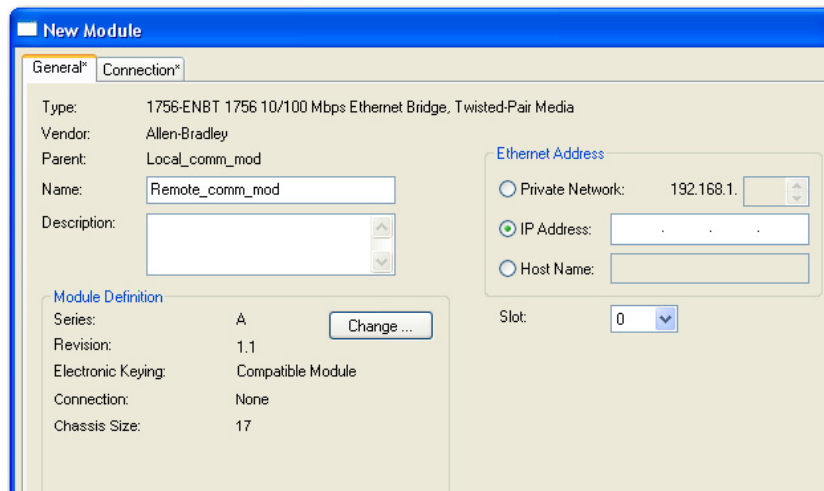 New Module
General* Connection*
Type: 1756-ENBT 1756 10/100 Mbps Ethernet Bridge, Twisted-Pair Media
Vendor: Allen-Bradley
Parent: Local_comm_mod
Name: Remote_comm_mod
Description:
Ethernet Address
Private Network: 192.168.1.
IP Address: . . .
Host Name:
Slot: 0
Module Definition
Series: A Change ...
Revision: 1.1
Electronic Keying: Compatible Module
Connection: None
Chassis Size: 17